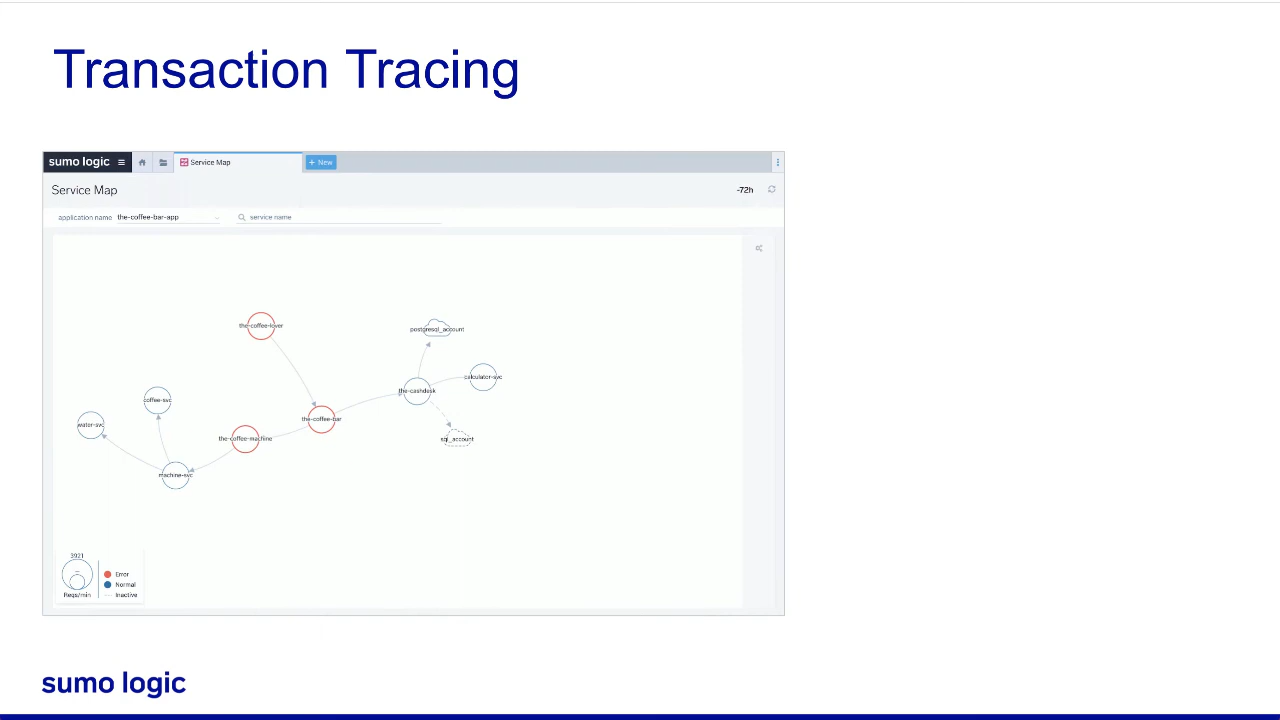 Transaction Tracing
sumo logic
Service Map
+ New
Service Map
-72h
application name the-coffee-bar-app
service name
the-coffee-lover
postgresql_account
calculator-svc
the-cashdesk
coffee-svc
the-coffee-bar
water-svc
the-coffee-machine
sql_account
machine-svc
3921
Reqs/min
Error
Normal
Inactive
sumo logic